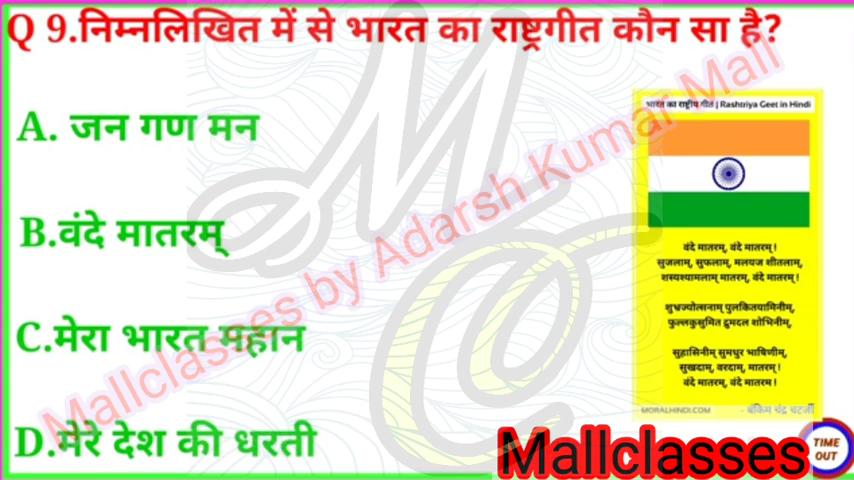 Q 9.निम्नलिखित में से भारत का राष्ट्रगीत कौन सा है?
A. जन गण मन
B.वंदे मातरम्
C.मेरा भारत महान
D.मेरे देश की धरती
भारत का राष्ट्रीय गीत | Rashtriya Geet in Hindi
वंदे मातरम्, वंदे मातरम् !
सुजलाम्, सुफलाम्, मलयज शीतलाम्,
शस्यश्यामलाम् मातरम्, वंदे मातरम् !
शुभ्रज्योत्सनाम् पुलकितयामिनीम्,
फुल्लकुसुमित द्रुमदल शोभिनीम्,
सुहासिनीम् सुमधुर भाषिणीम्,
सुखदाम्, वरदाम्, मातरम् !
वंदे मातरम्, वंदे मातरम !
MORALHINDI.COM - बंकिम चंद्र चटर्जी
Mallclasses by Adarsh Kumar Mall
MC
Mallclasses
TIME
OUT